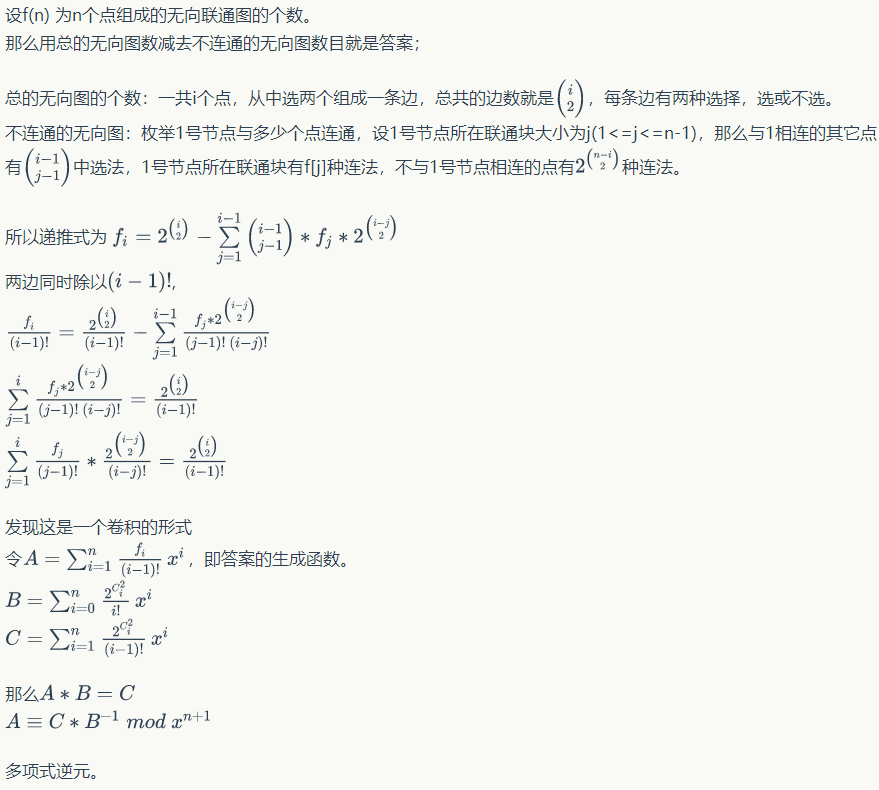 设f(n) 为n个点组成的无向联通图的个数。
那么用总的无向图数减去不连通的无向图数目就是答案；
总的无向图的个数：一共i个点，从中选两个组成一条边，总共的边数就是$\binom{i}{2}$，每条边有两种选择，选或不选。
不连通的无向图：枚举1号节点与多少个点连通，设1号节点所在联通块大小为j(1<=j<=n-1)，那么与1相连的其它点
有$\binom{i-1}{j-1}$中选法，1号节点所在联通块有f[j]种连法，不与1号节点相连的点有$2^{\binom{n-i}{2}}$种连法。
所以递推式为 $f_i = 2^{\binom{i}{2}} - \sum_{j=1}^{i-1} \binom{i-1}{j-1} * f_j * 2^{\binom{i-j}{2}}$
两边同时除以$(i-1)!$,
$\frac{f_i}{(i-1)!} = \frac{2^{\binom{i}{2}}}{(i-1)!} - \sum_{j=1}^{i-1} \frac{f_j * 2^{\binom{i-j}{2}}}{(j-1)!\,(i-j)!}$
$\sum_{j=1}^{i} \frac{f_j * 2^{\binom{i-j}{2}}}{(j-1)!\,(i-j)!} = \frac{2^{\binom{i}{2}}}{(i-1)!}$
$\sum_{j=1}^{i} \frac{f_j}{(j-1)!} * \frac{2^{\binom{i-j}{2}}}{(i-j)!} = \frac{2^{\binom{i}{2}}}{(i-1)!}$
发现这是一个卷积的形式
令$A = \sum_{i=1}^{n} \frac{f_i}{(i-1)!} x^i$，即答案的生成函数。
$B = \sum_{i=0}^{n} \frac{2^{C_i^2}}{i!} x^i$
$C = \sum_{i=1}^{n} \frac{2^{C_i^2}}{(i-1)!} x^i$
那么$A * B = C$
$A \equiv C * B^{-1} \; mod \; x^{n+1}$
多项式逆元。